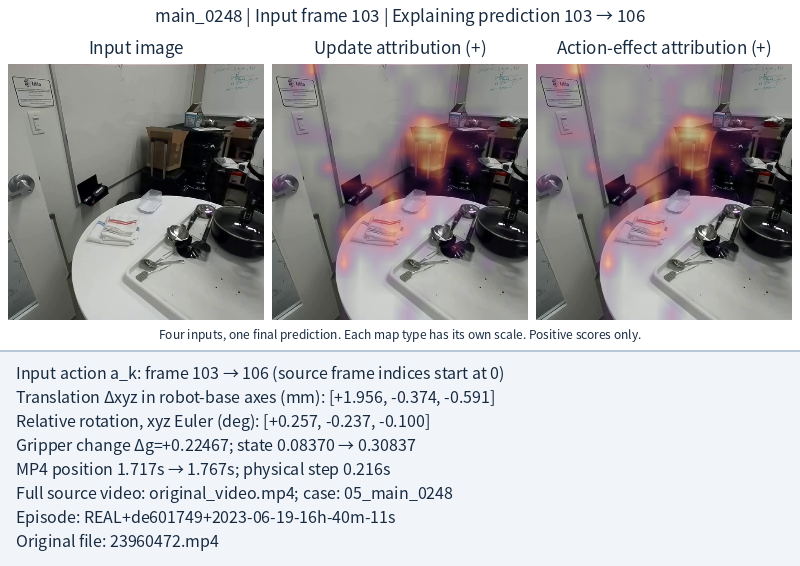 main_0248 | Input frame 103 | Explaining prediction 103 → 106
Input image
Update attribution (+)
Action-effect attribution (+)
Four inputs, one final prediction. Each map type has its own scale. Positive scores only.
Input action a_k: frame 103 → 106 (source frame indices start at 0)
Translation Δxyz in robot-base axes (mm): [+1.956, -0.374, -0.591]
Relative rotation, xyz Euler (deg): [+0.257, -0.237, -0.100]
Gripper change Δg=+0.22467; state 0.08370 → 0.30837
MP4 position 1.717s → 1.767s; physical step 0.216s
Full source video: original_video.mp4; case: 05_main_0248
Episode: REAL+de601749+2023-06-19-16h-40m-11s
Original file: 23960472.mp4